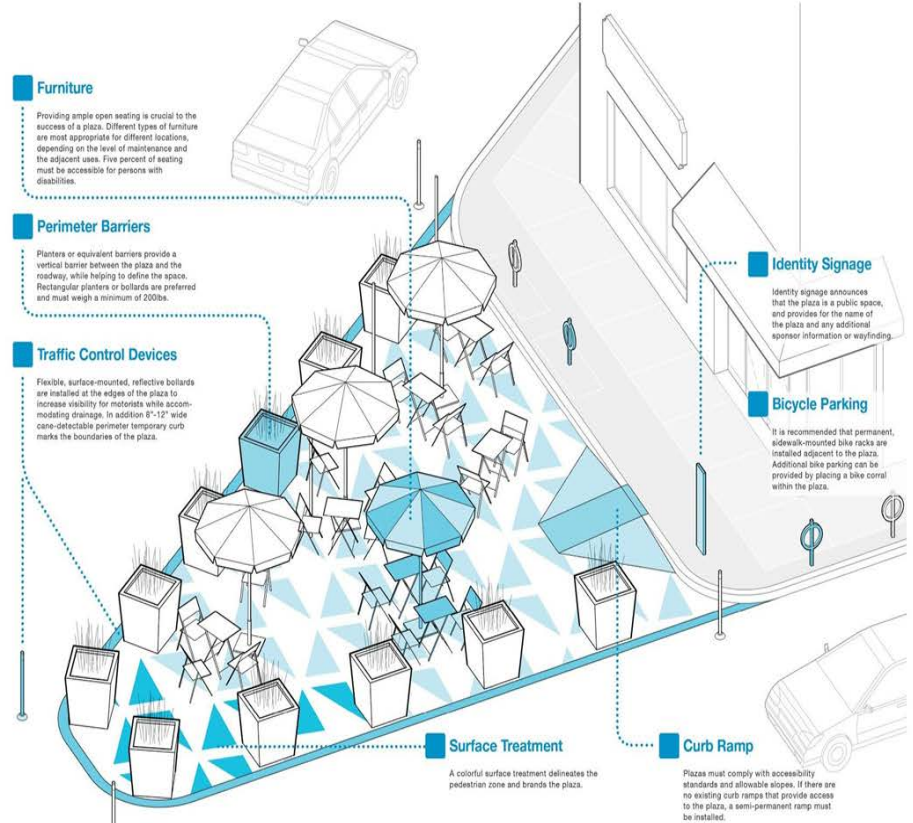 Furniture
Providing ample open seating is crucial to the
success of a plaza. Different types of furniture
are most appropriate for different locations,
depending on the level of maintenance and
the adjacent uses. Five percent of seating
must be accessible for persons with
disabilities.
Perimeter Barriers
Planters or equivalent barriers provide a
vertical barrier between the plaza and the
roadway, while helping to define the space.
Rectangular planters or bollards are preferred
and must weigh a minimum of 200lbs.
Traffic Control Devices
Flexible, surface-mounted, reflective bollards
are installed at the edges of the plaza to
increase visibility for motorists while accom-
modating drainage. In addition 8"-12" wide
cane-detectable perimeter temporary curb
marks the boundaries of the plaza.
Identity Signage
Identity signage announces
that the plaza is a public space,
and provides for the name of
the plaza and any additional
sponsor information or wayfinding.
Bicycle Parking
It is recommended that permanent,
sidewalk-mounted bike racks are
installed adjacent to the plaza.
Additional bike parking can be
provided by placing a bike corral
within the plaza.
Surface Treatment
A colorful surface treatment delineates the
pedestrian zone and brands the plaza.
Curb Ramp
Plazas must comply with accessibility
standards and allowable slopes. If there are
no existing curb ramps that provide access
to the plaza, a semi-permanent ramp must
be installed.